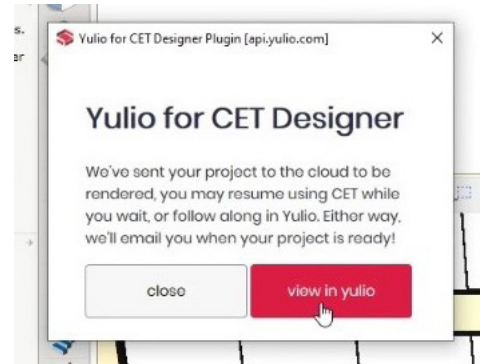 s.
er
Yulio for CET Designer Plugin [api.yulio.com]
Yulio for CET Designer
We've sent your project to the cloud to be
rendered, you may resume using CET while
you wait, or follow along in Yulio. Either way,
we'll email you when your project is ready!
close
view in yulio